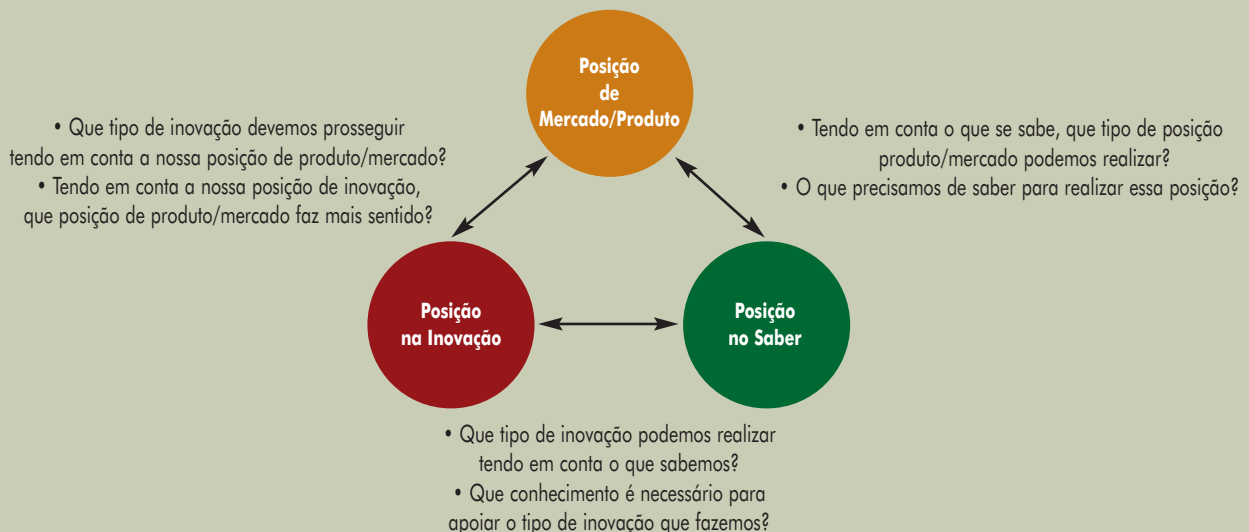 Posição
de
Mercado/Produto
• Que tipo de inovação devemos prosseguir
tendo em conta a nossa posição de produto/mercado?
• Tendo em conta a nossa posição de inovação,
que posição de produto/mercado faz mais sentido?
• Tendo em conta o que se sabe, que tipo de posição
produto/mercado podemos realizar?
• O que precisamos de saber para realizar essa posição?
Posição
na Inovação
Posição
no Saber
• Que tipo de inovação podemos realizar
tendo em conta o que sabemos?
• Que conhecimento é necessário para
apoiar o tipo de inovação que fazemos?